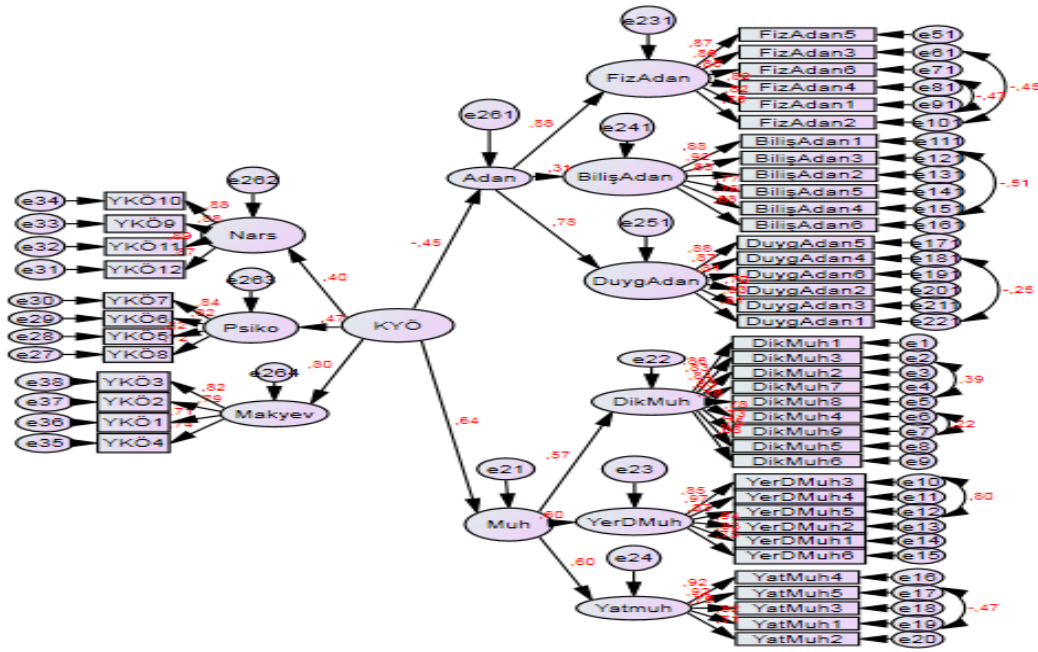 e231
FizAdan
.88
FizAdan5
e51
FizAdan3
e61
FizAdan6
e71
FizAdan4
e81
FizAdan1
e91
FizAdan2
e101
.87
-.47
e261
Adan
e241
BilişAdan
.31
BilişAdan1
e111
BilişAdan3
e121
BilişAdan2
e131
BilişAdan5
e141
BilişAdan4
e151
BilişAdan6
e161
.88
-.51
e251
DuygAdan
.78
DuygAdan5
e171
DuygAdan4
e181
DuygAdan6
e191
DuygAdan2
e201
DuygAdan3
e211
DuygAdan1
e221
.88
.87
-.25
e262
Nars
e34
YKÖ10
e33
YKÖ9
e32
YKÖ11
e31
YKÖ12
.88
.40
e263
Psiko
e30
YKÖ7
e29
YKÖ6
e28
YKÖ5
e27
YKÖ8
.84
.47
e264
Makyev
e38
YKÖ3
e37
YKÖ2
e36
YKÖ1
e35
YKÖ4
.82
.79
.71
.74
.80
KYÖ
-.45
.64
e21
Muh
e22
DikMuh
.57
DikMuh1
e1
DikMuh3
e2
DikMuh2
e3
DikMuh7
e4
DikMuh8
e5
DikMuh4
e6
DikMuh9
e7
DikMuh5
e8
DikMuh6
e9
.39
.22
e23
YerDMuh
YerDMuh3
e10
YerDMuh4
e11
YerDMuh5
e12
YerDMuh2
e13
YerDMuh1
e14
YerDMuh6
e15
.85
.97
.80
e24
Yatmuh
.60
YatMuh4
e16
YatMuh5
e17
YatMuh3
e18
YatMuh1
e19
YatMuh2
e20
.92
-.47